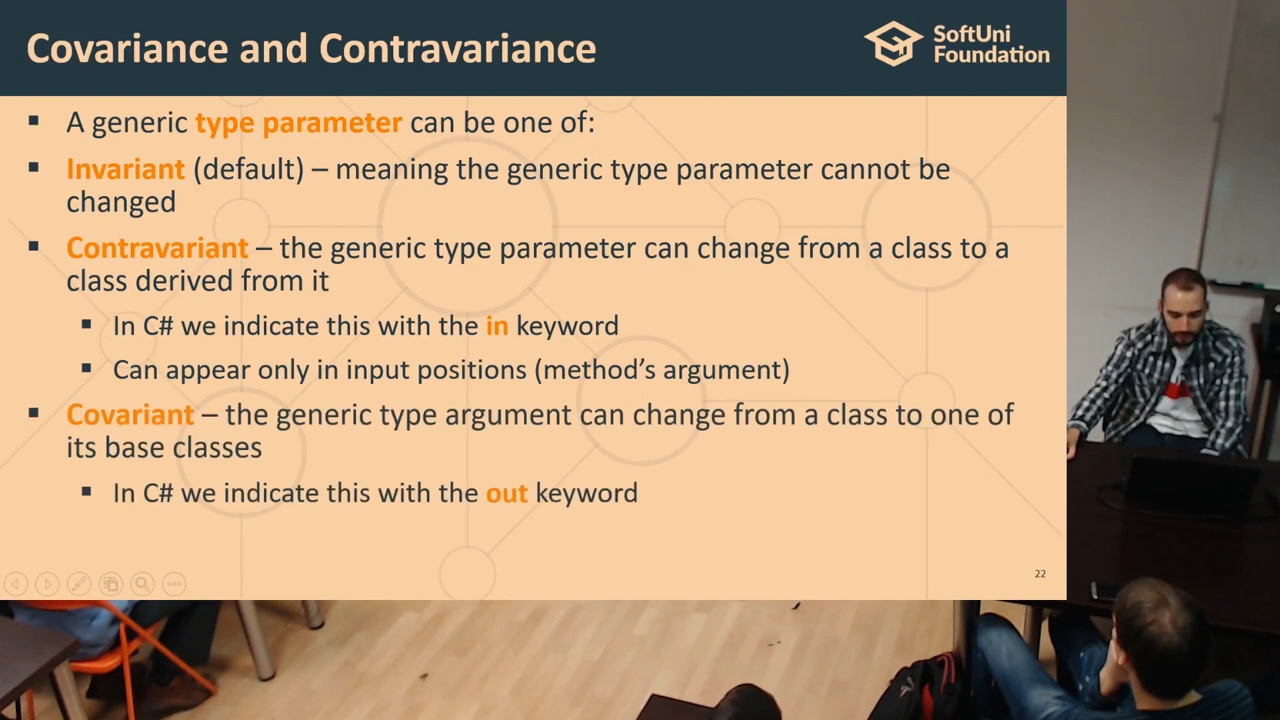 Covariance and Contravariance
SoftUni
Foundation
▪ A generic type parameter can be one of:
▪ Invariant (default) – meaning the generic type parameter cannot be
changed
▪ Contravariant – the generic type parameter can change from a class to a
class derived from it
▪ In C# we indicate this with the in keyword
▪ Can appear only in input positions (method's argument)
▪ Covariant – the generic type argument can change from a class to one of
its base classes
▪ In C# we indicate this with the out keyword
22